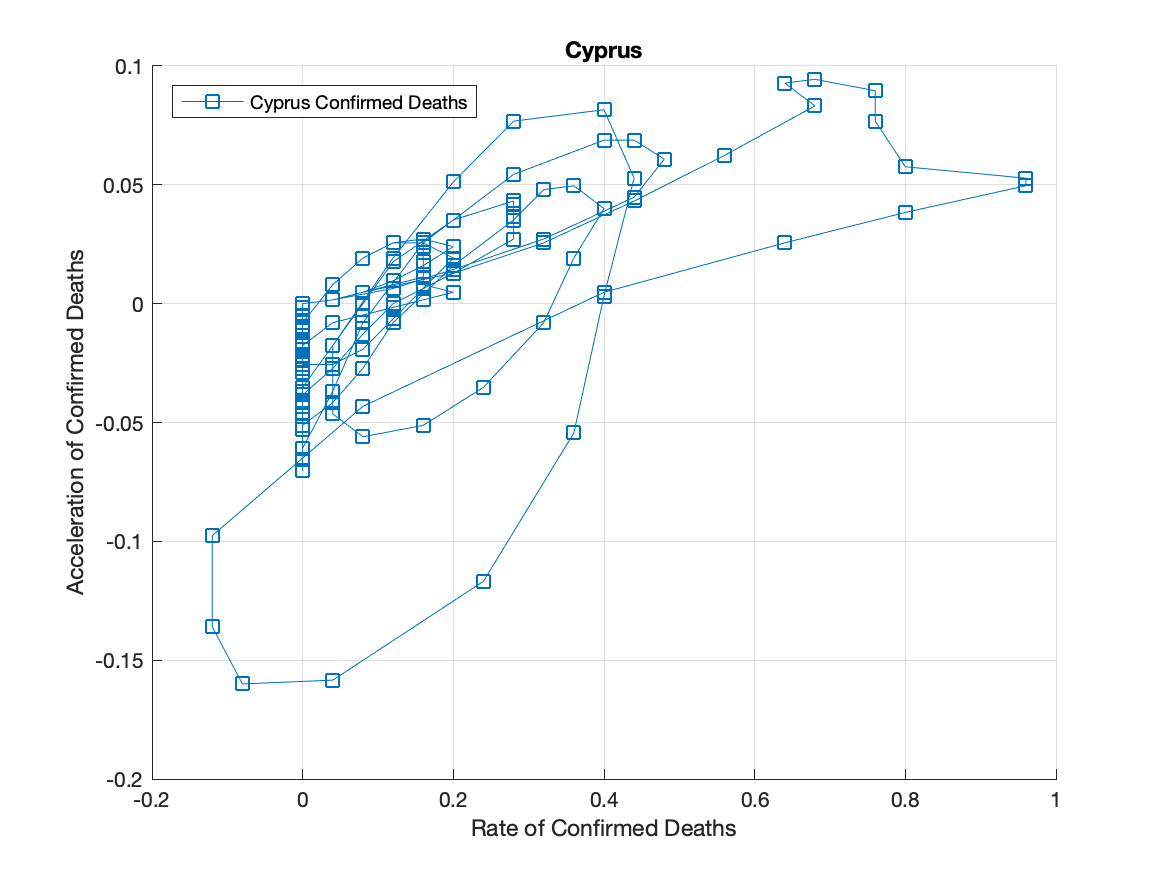 Cyprus
Cyprus Confirmed Deaths
0.1
0.05
0
-0.05
-0.1
-0.15
-0.2
Acceleration of Confirmed Deaths
-0.2 0 0.2 0.4 0.6 0.8 1
Rate of Confirmed Deaths